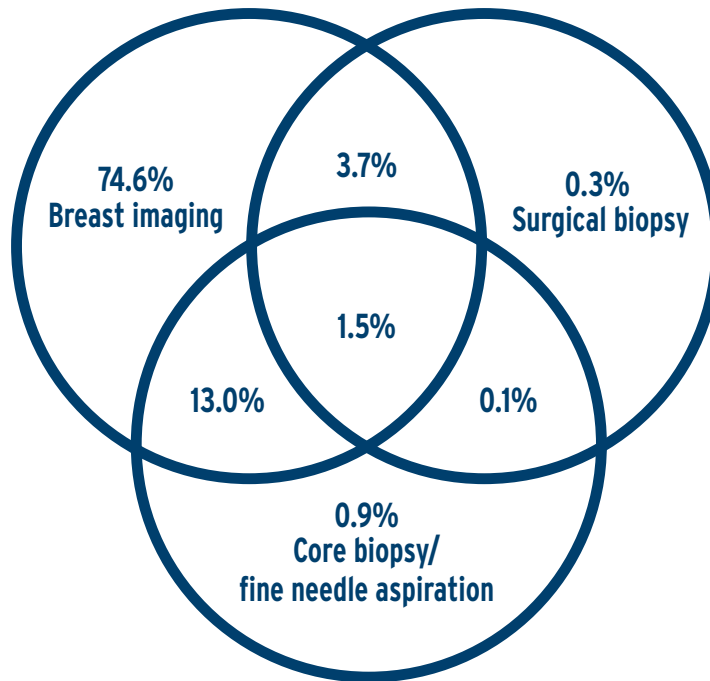 3.7%
74.6%
Breast imaging
0.3%
Surgical biopsy
1.5%
13.0%
0.1%
0.9%
Core biopsy/
fine needle aspiration